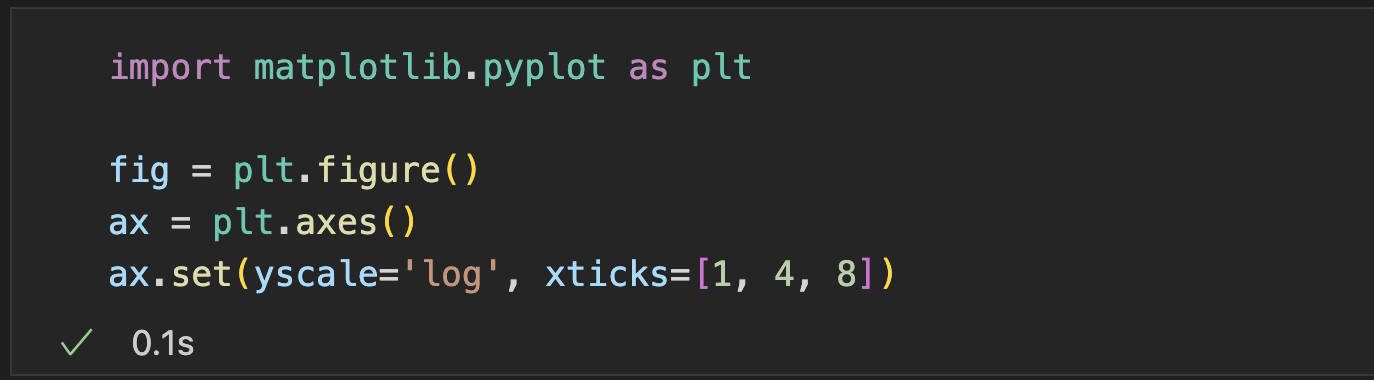 import matplotlib.pyplot as plt
fig = plt.figure()
ax = plt.axes()
ax.set(yscale='log', xticks=[1, 4, 8])
0.1s